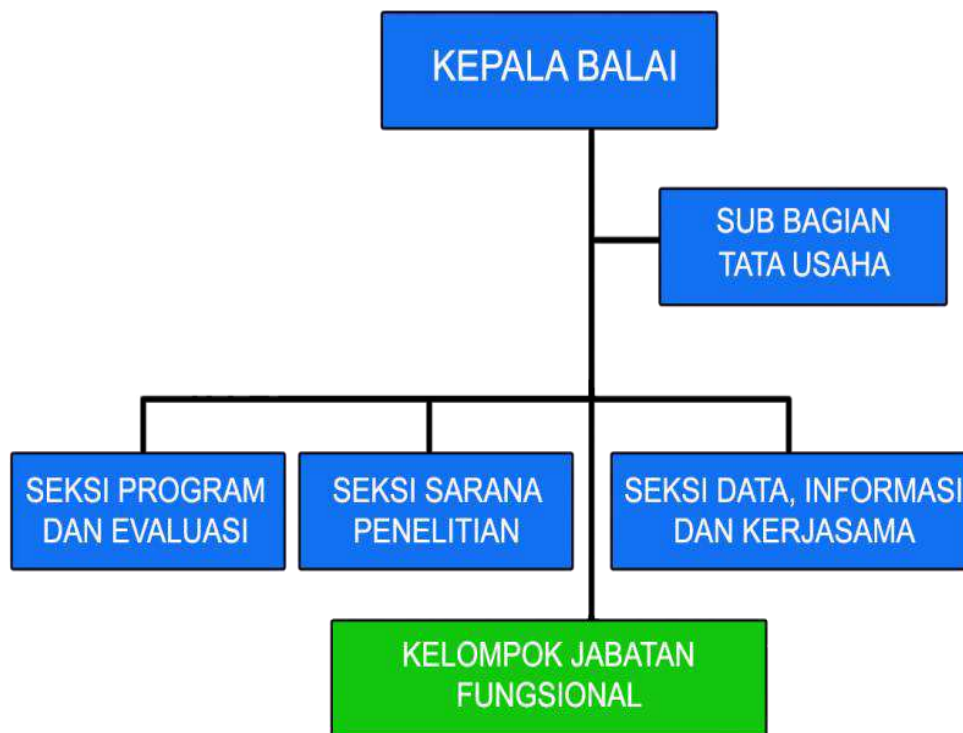 KEPALA BALAI
SUB BAGIAN
TATA USAHA
SEKSI PROGRAM
DAN EVALUASI
SEKSI SARANA
PENELITIAN
SEKSI DATA, INFORMASI
DAN KERJASAMA
KELOMPOK JABATAN
FUNGSIONAL